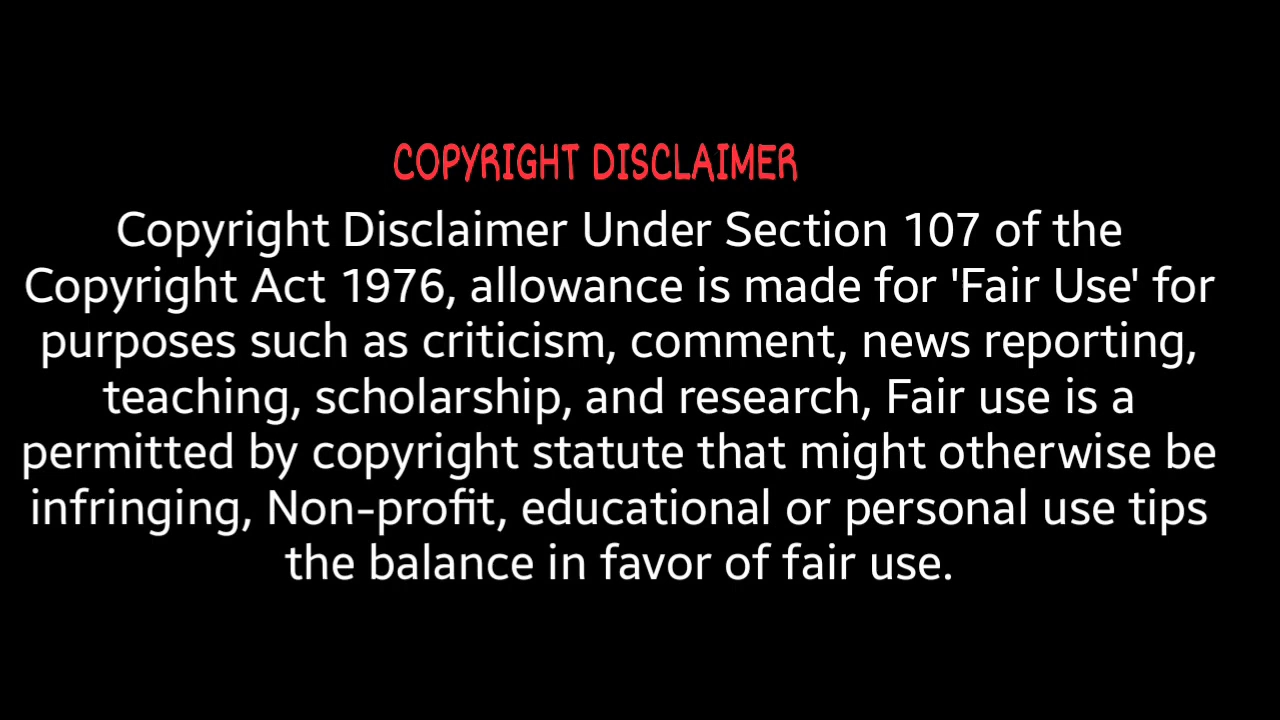 COPYRIGHT DISCLAIMER
Copyright Disclaimer Under Section 107 of the
Copyright Act 1976, allowance is made for 'Fair Use' for
purposes such as criticism, comment, news reporting,
teaching, scholarship, and research, Fair use is a
permitted by copyright statute that might otherwise be
infringing, Non-profit, educational or personal use tips
the balance in favor of fair use.